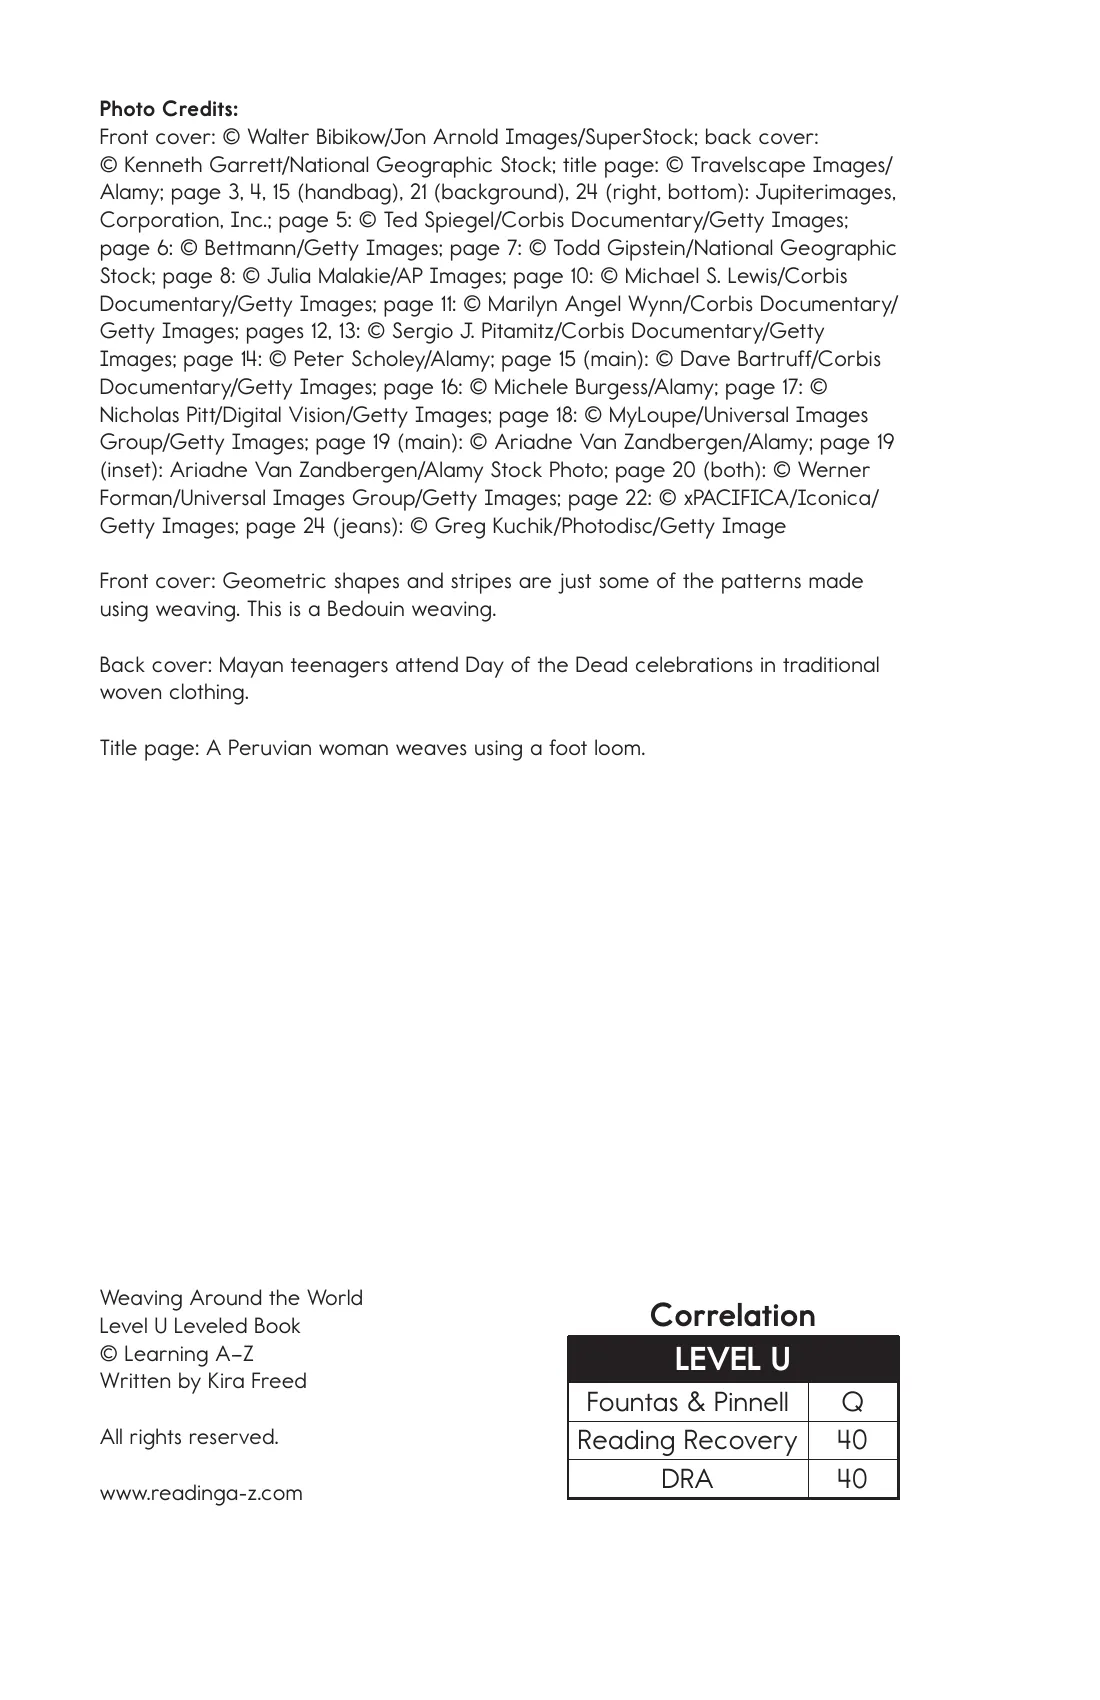 Photo Credits:
Front cover: © Walter Bibikow/Jon Arnold Images/SuperStock; back cover:
© Kenneth Garrett/National Geographic Stock; title page: © Travelscape Images/
Alamy; page 3, 4, 15 (handbag), 21 (background), 24 (right, bottom): Jupiterimages,
Corporation, Inc.; page 5: © Ted Spiegel/Corbis Documentary/Getty Images;
page 6: © Bettmann/Getty Images; page 7: © Todd Gipstein/National Geographic
Stock; page 8: © Julia Malakie/AP Images; page 10: © Michael S. Lewis/Corbis
Documentary/Getty Images; page 11: © Marilyn Angel Wynn/Corbis Documentary/
Getty Images; pages 12, 13: © Sergio J. Pitamitz/Corbis Documentary/Getty
Images; page 14: © Peter Scholey/Alamy; page 15 (main): © Dave Bartruff/Corbis
Documentary/Getty Images; page 16: © Michele Burgess/Alamy; page 17: ©
Nicholas Pitt/Digital Vision/Getty Images; page 18: © MyLoupe/Universal Images
Group/Getty Images; page 19 (main): © Ariadne Van Zandbergen/Alamy; page 19
(inset): Ariadne Van Zandbergen/Alamy Stock Photo; page 20 (both): © Werner
Forman/Universal Images Group/Getty Images; page 22: © xPACIFICA/Iconica/
Getty Images; page 24 (jeans): © Greg Kuchik/Photodisc/Getty Image
Front cover: Geometric shapes and stripes are just some of the patterns made
using weaving. This is a Bedouin weaving.
Back cover: Mayan teenagers attend Day of the Dead celebrations in traditional
woven clothing.
Title page: A Peruvian woman weaves using a foot loom.
Weaving Around the World
Level U Leveled Book
© Learning A–Z
Written by Kira Freed
All rights reserved.
www.readinga-z.com
Correlation
LEVEL U
Fountas & Pinnell Q
Reading Recovery 40
DRA 40